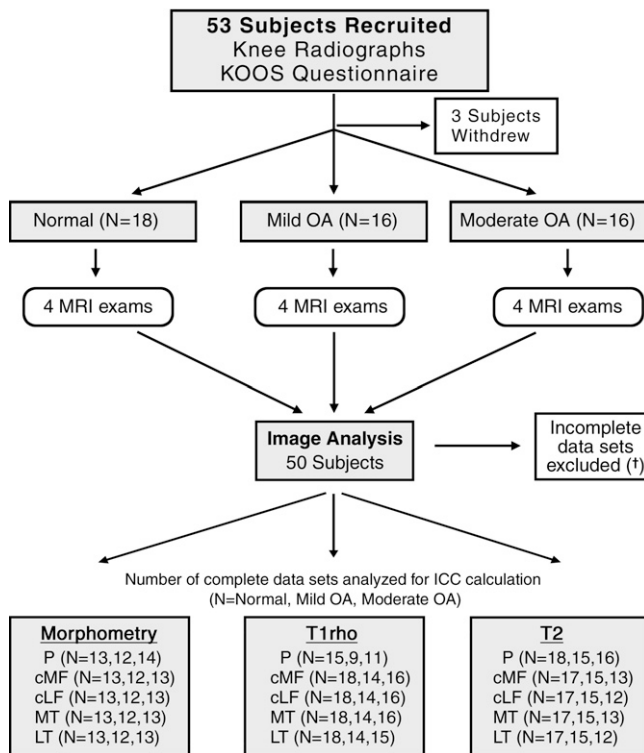 53 Subjects Recruited
Knee Radiographs
KOOS Questionnaire
3 Subjects
Withdrew
Normal (N=18)
Mild OA (N=16)
Moderate OA (N=16)
4 MRI exams
4 MRI exams
4 MRI exams
Image Analysis
50 Subjects
Incomplete
data sets
excluded (†)
Number of complete data sets analyzed for ICC calculation
(N=Normal, Mild OA, Moderate OA)
Morphometry
P (N=13,12,14)
cMF (N=13,12,13)
cLF (N=13,12,13)
MT (N=13,12,13)
LT (N=13,12,13)
T1rho
P (N=15,9,11)
cMF (N=18,14,16)
cLF (N=18,14,16)
MT (N=18,14,16)
LT (N=18,14,15)
T2
P (N=18,15,16)
cMF (N=17,15,13)
cLF (N=17,15,12)
MT (N=17,15,13)
LT (N=17,15,12)